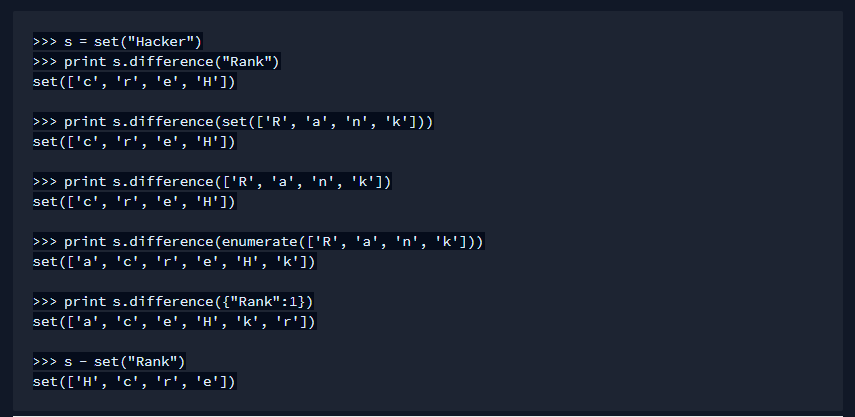 >>> s = set("Hacker")
>>> print s.difference("Rank")
set(['c', 'r', 'e', 'H'])
>>> print s.difference(set(['R', 'a', 'n', 'k']))
set(['c', 'r', 'e', 'H'])
>>> print s.difference(['R', 'a', 'n', 'k'])
set(['c', 'r', 'e', 'H'])
>>> print s.difference(enumerate(['R', 'a', 'n', 'k']))
set(['a', 'c', 'r', 'e', 'H', 'k'])
>>> print s.difference({"Rank":1})
set(['a', 'c', 'e', 'H', 'k', 'r'])
>>> s - set("Rank")
set(['H', 'c', 'r', 'e'])